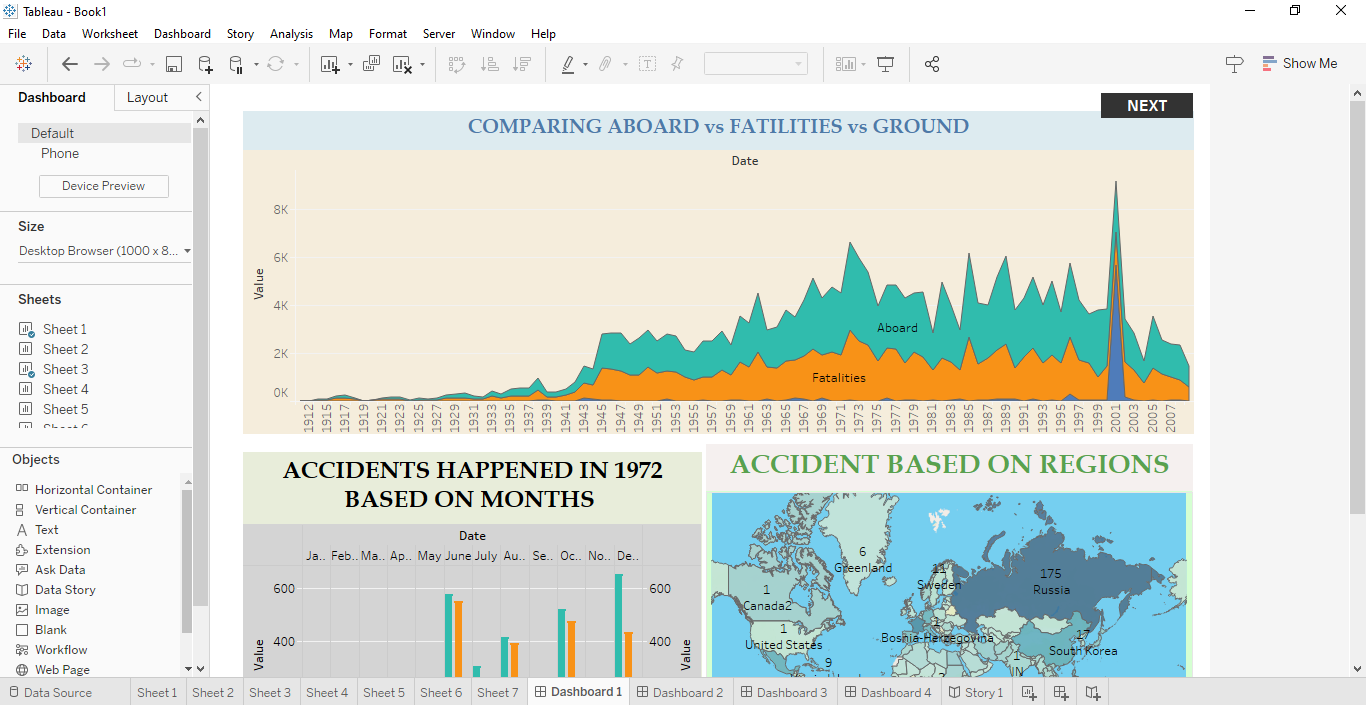 Tableau - Book1
File Data Worksheet Dashboard Story Analysis Map Format Server Window Help
Show Me
Dashboard Layout
Default
Phone
Device Preview
Size
Desktop Browser (1000 x 8...
Sheets
Sheet 1
Sheet 2
Sheet 3
Sheet 4
Sheet 5
Objects
Horizontal Container
Vertical Container
Text
Extension
Ask Data
Data Story
Image
Blank
Workflow
Web Page
NEXT
COMPARING ABOARD vs FATILITIES vs GROUND
Date
Value
8K
6K
4K
2K
0K
Aboard
Fatalities
1912 1915 1917 1919 1921 1923 1925 1927 1929 1931 1933 1935 1937 1939 1941 1943 1945 1947 1949 1951 1953 1955 1957 1959 1961 1963 1965 1967 1969 1971 1973 1975 1977 1979 1981 1983 1985 1987 1989 1991 1993 1995 1997 1999 2001 2003 2005 2007
ACCIDENTS HAPPENED IN 1972
BASED ON MONTHS
Date
Ja.. Feb.. Ma.. Ap.. May June July Au.. Se.. Oc.. No.. De..
600 600
400 400
Value Value
ACCIDENT BASED ON REGIONS
6
Greenland
11
Sweden
175
Russia
1
Canada2
1
United States
Bosnia-Herzegovina
17
South Korea
9
1
IN
Data Source Sheet 1 Sheet 2 Sheet 3 Sheet 4 Sheet 5 Sheet 6 Sheet 7 Dashboard 1 Dashboard 2 Dashboard 3 Dashboard 4 Story 1